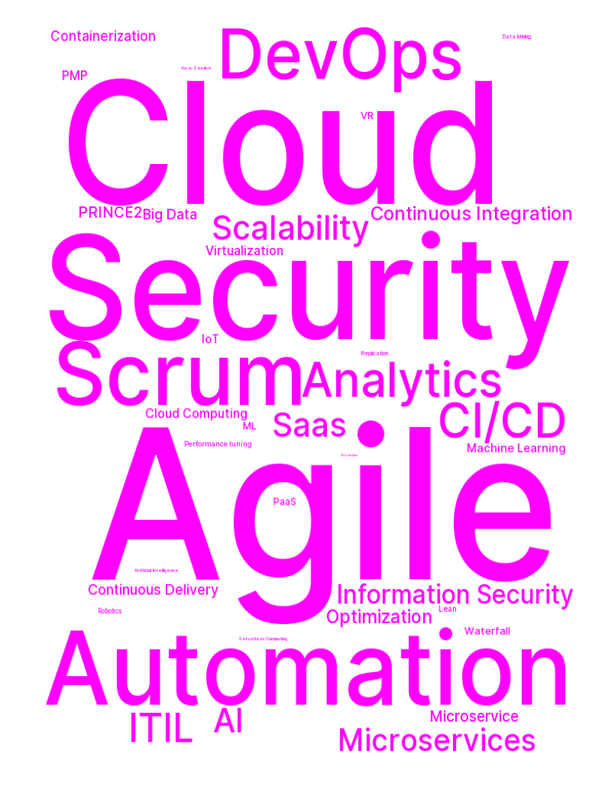 Containerization
DevOps
Data Mining
PMP
Cloud
VR
PRINCE2
Big Data
Scalability
Continuous Integration
Virtualization
Security
IoT
Scrum
Replication
Analytics
Cloud Computing
ML
Saas
CI/CD
Performance tuning
Machine Learning
Agile
PaaS
Artificial Intelligence
Continuous Delivery
Information Security
Robotics
Optimization
Lean
Waterfall
Serverless Computing
Automation
ITIL
AI
Microservice
Microservices